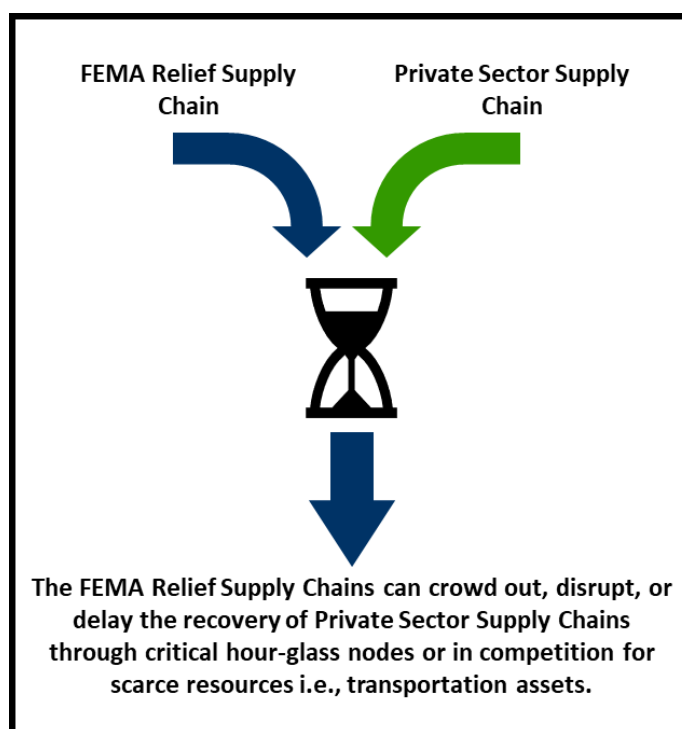 FEMA Relief Supply
Chain
Private Sector Supply
Chain
The FEMA Relief Supply Chains can crowd out, disrupt, or
delay the recovery of Private Sector Supply Chains
through critical hour-glass nodes or in competition for
scarce resources i.e., transportation assets.